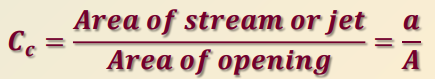 C_c = Area of stream or jet / Area of opening = a / A